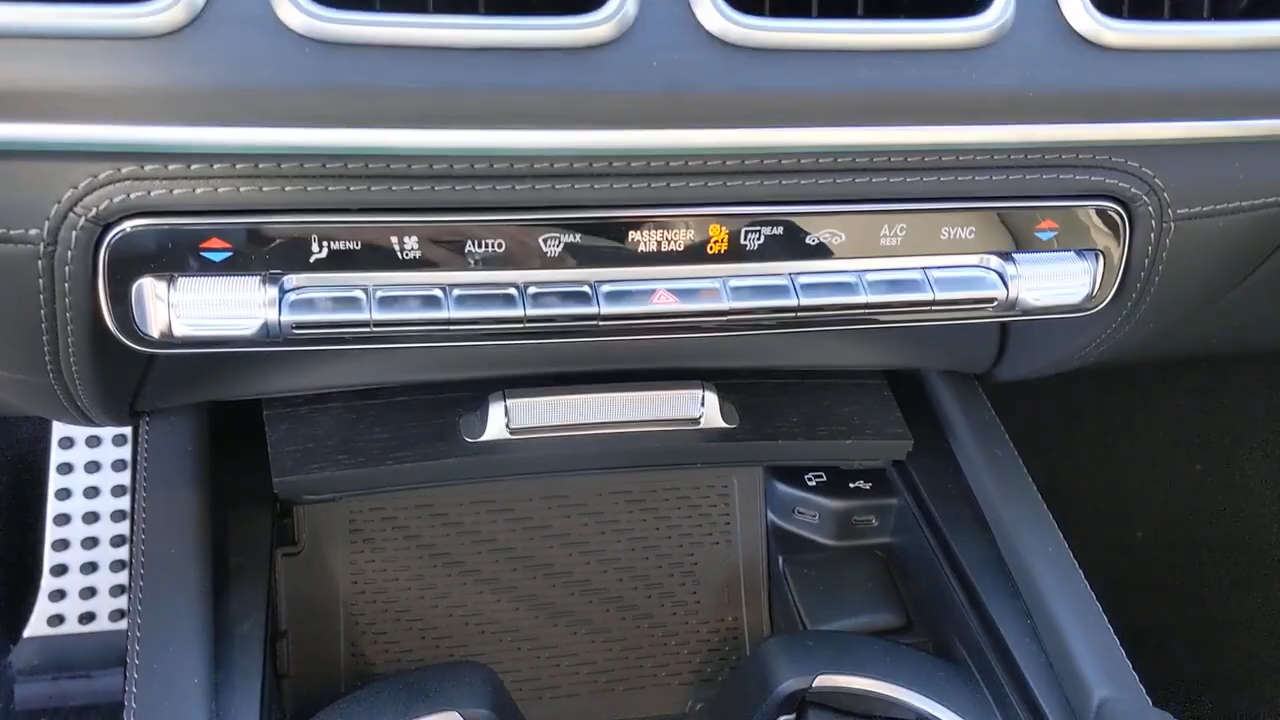 MENU
OFF
AUTO
MAX
PASSENGER
AIR BAG
OFF
REAR
A/C
REST
SYNC